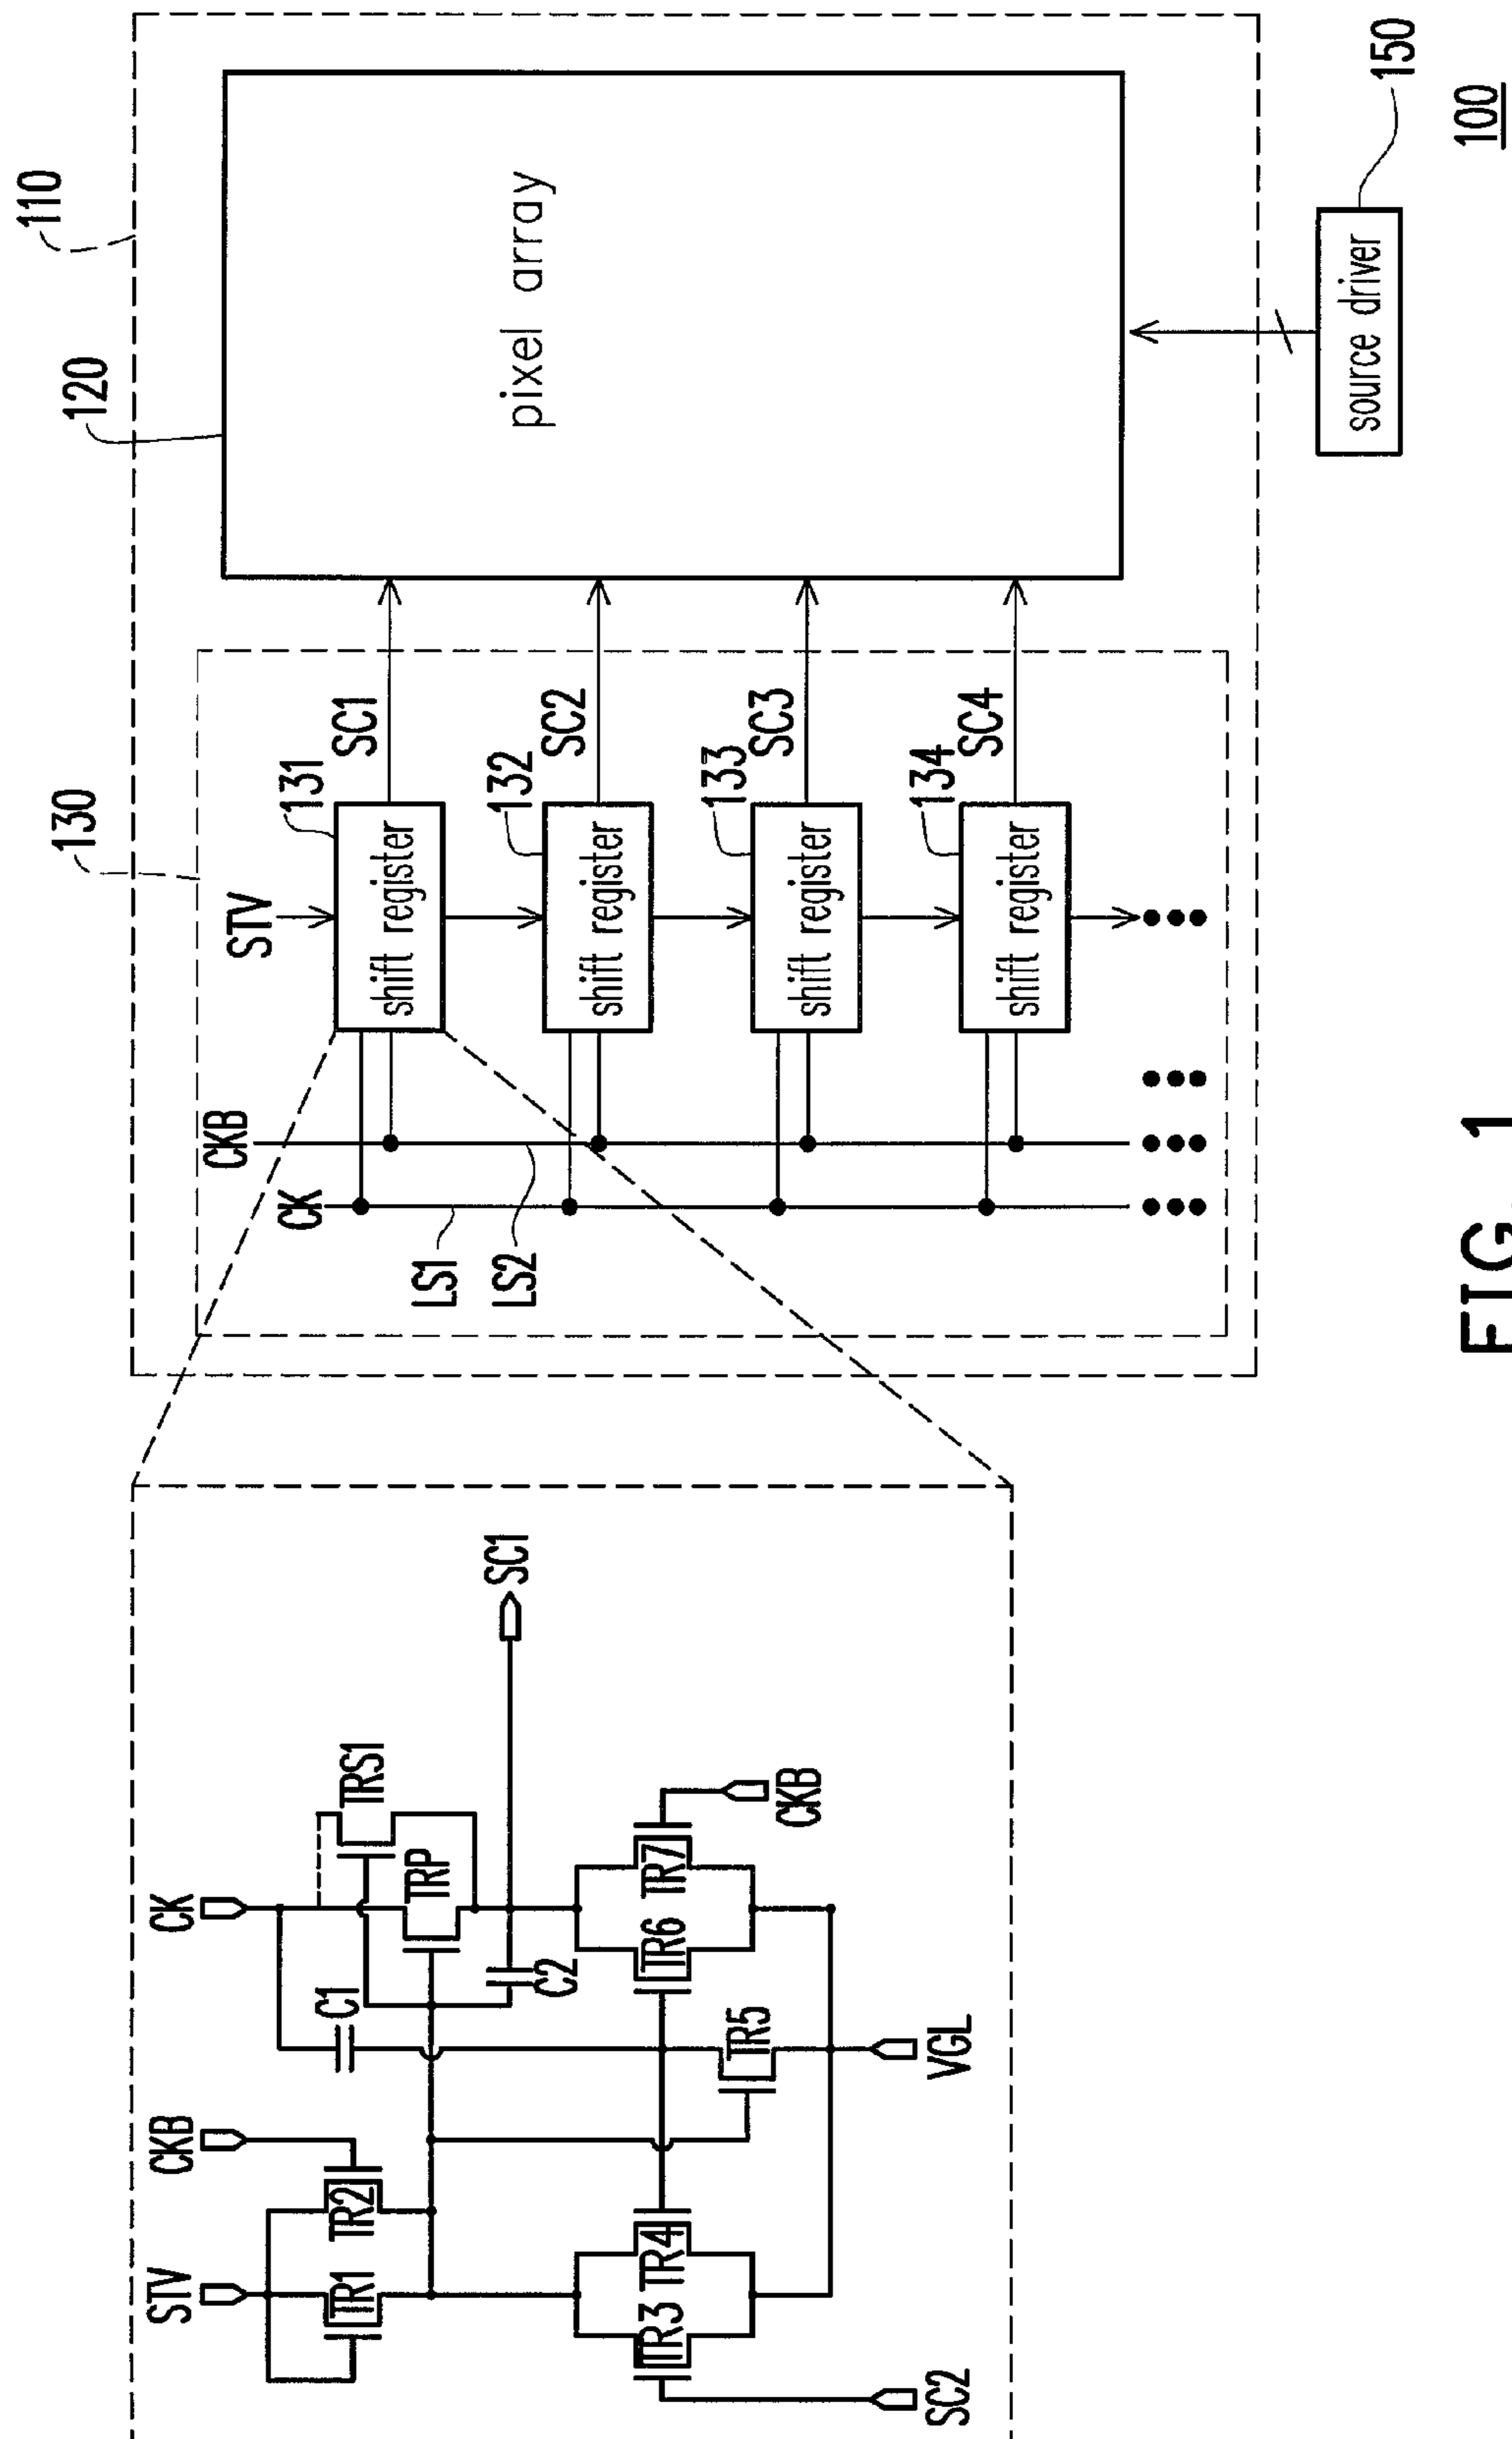 STV
CKB
CK
TR1
TR2
C1
TRS1
TRP
C2
SC1
TR3
TR4
TR5
TR6
TR7
SC2
VGL
CKB
110
120
130
CK
CKB
STV
LS1
LS2
shift register
131
SC1
shift register
132
SC2
shift register
133
SC3
shift register
134
SC4
pixel array
source driver
150
100
FIG. 1